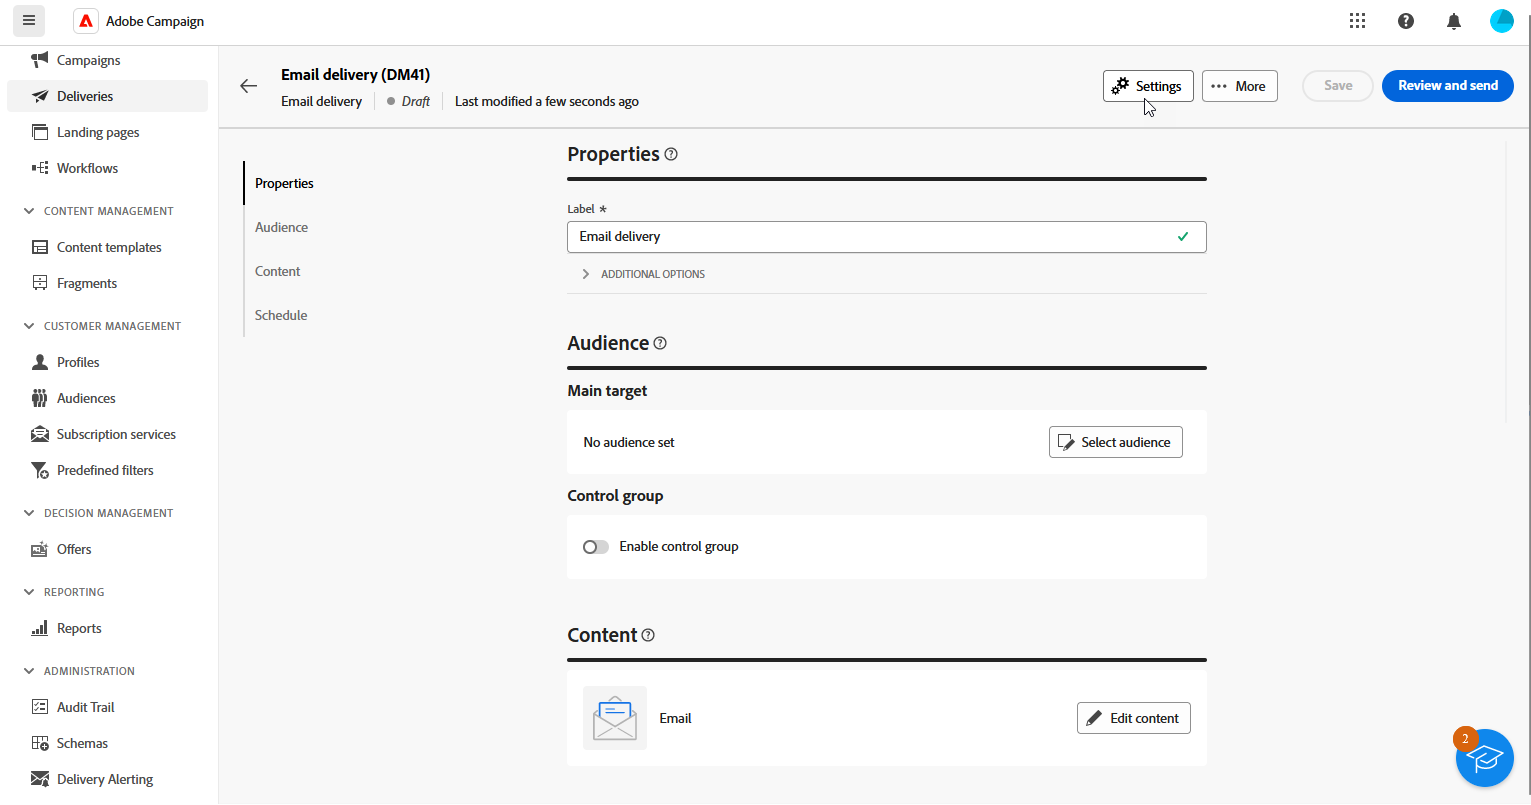 Adobe Campaign
Campaigns
Deliveries
Landing pages
Workflows
CONTENT MANAGEMENT
Content templates
Fragments
CUSTOMER MANAGEMENT
Profiles
Audiences
Subscription services
Predefined filters
DECISION MANAGEMENT
Offers
REPORTING
Reports
ADMINISTRATION
Audit Trail
Schemas
Delivery Alerting
Email delivery (DM41)
Email delivery Draft Last modified a few seconds ago
Settings More Save Review and send
Properties
Audience
Content
Schedule
Properties
Label *
Email delivery
ADDITIONAL OPTIONS
Audience
Main target
No audience set Select audience
Control group
Enable control group
Content
Email Edit content
2